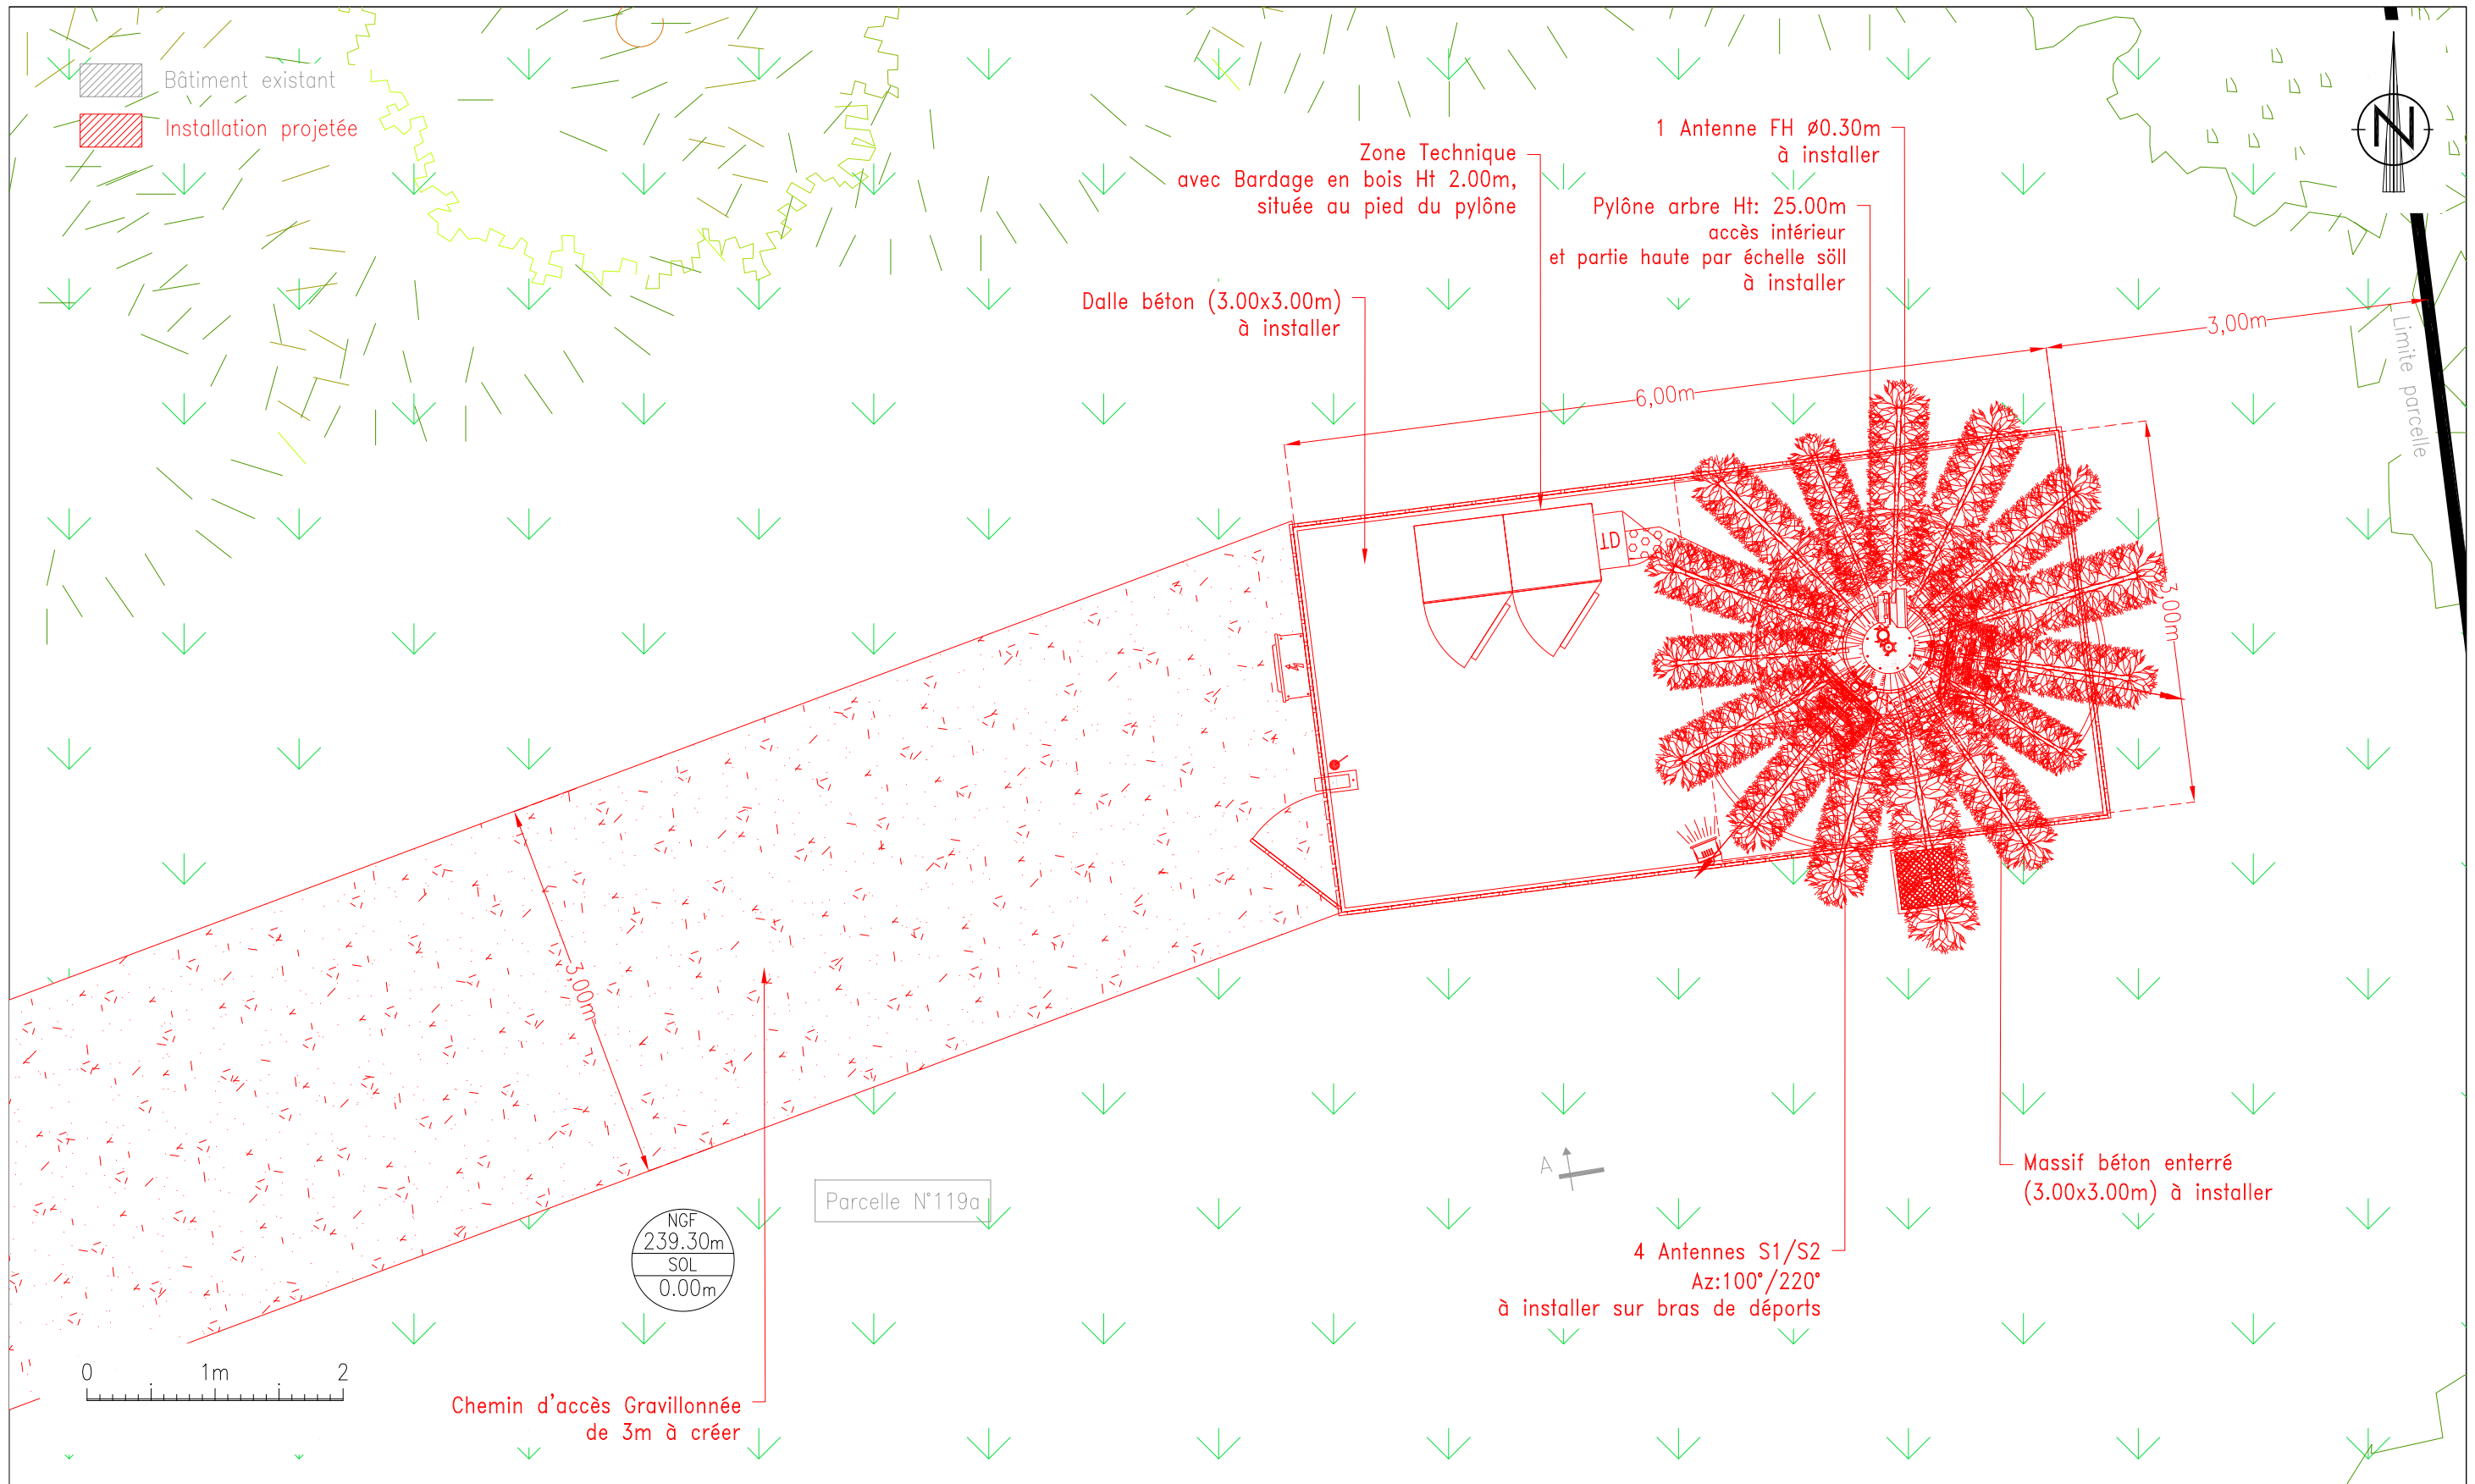 Bâtiment existant
Installation projetée
N
1 Antenne FH ø0.30m
à installer
Zone Technique
avec Bardage en bois Ht 2.00m,
située au pied du pylône
Pylône arbre Ht: 25.00m
accès intérieur
et partie haute par échelle söll
à installer
Dalle béton (3.00x3.00m)
à installer
3,00m
Limite parcelle
6,00m
TD
3,00m
3,00m
A
Massif béton enterré
(3.00x3.00m) à installer
Parcelle N°119a
NGF
239.30m
SOL
0.00m
4 Antennes S1/S2
Az:100°/220°
à installer sur bras de déports
0 1m 2
Chemin d'accès Gravillonnée
de 3m à créer